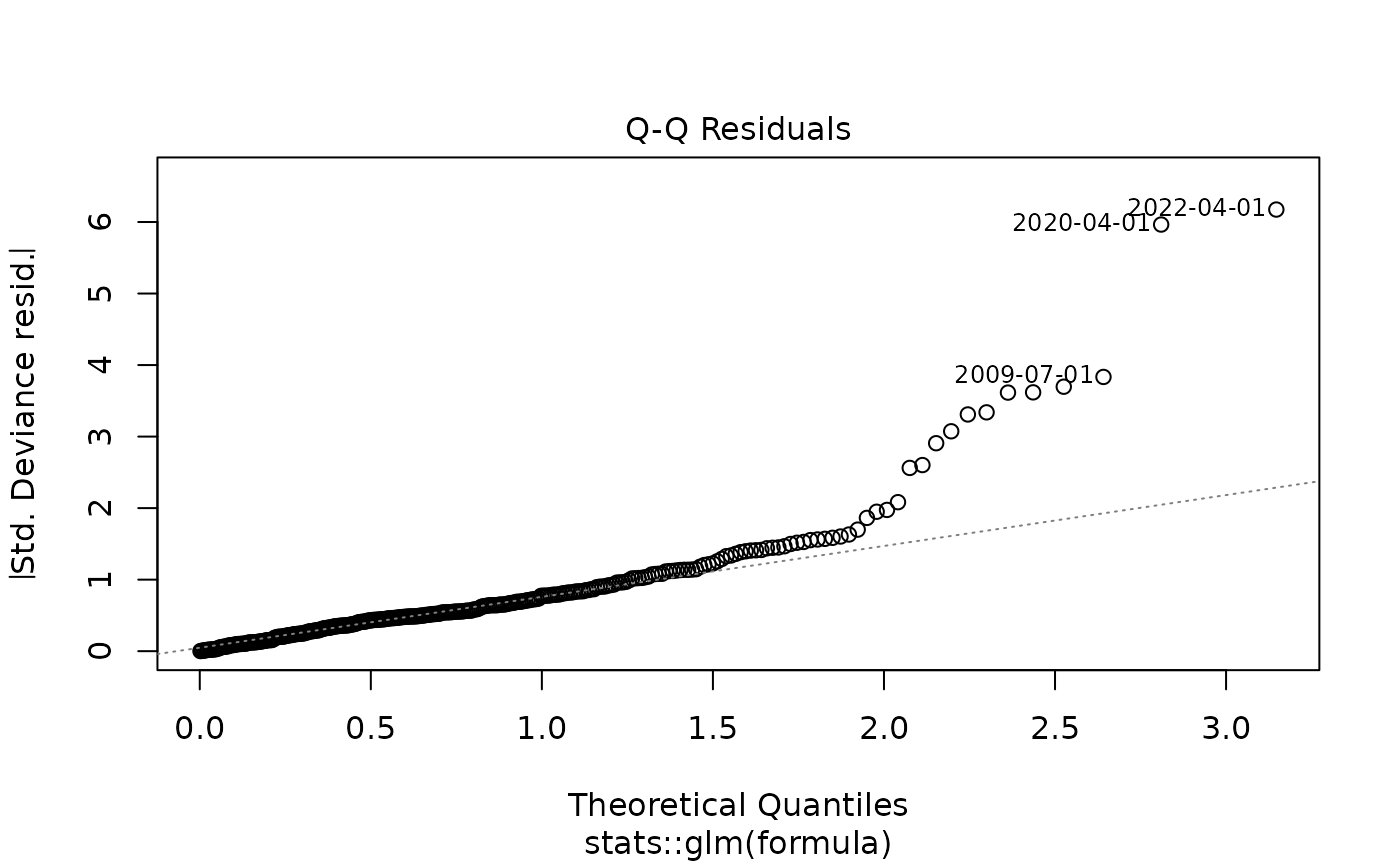 Q-Q Residuals
|Std. Deviance resid.|
6
5
4
3
2
1
0
2022-04-01
2020-04-01
2009-07-01
0.0 0.5 1.0 1.5 2.0 2.5 3.0
Theoretical Quantiles
stats::glm(formula)